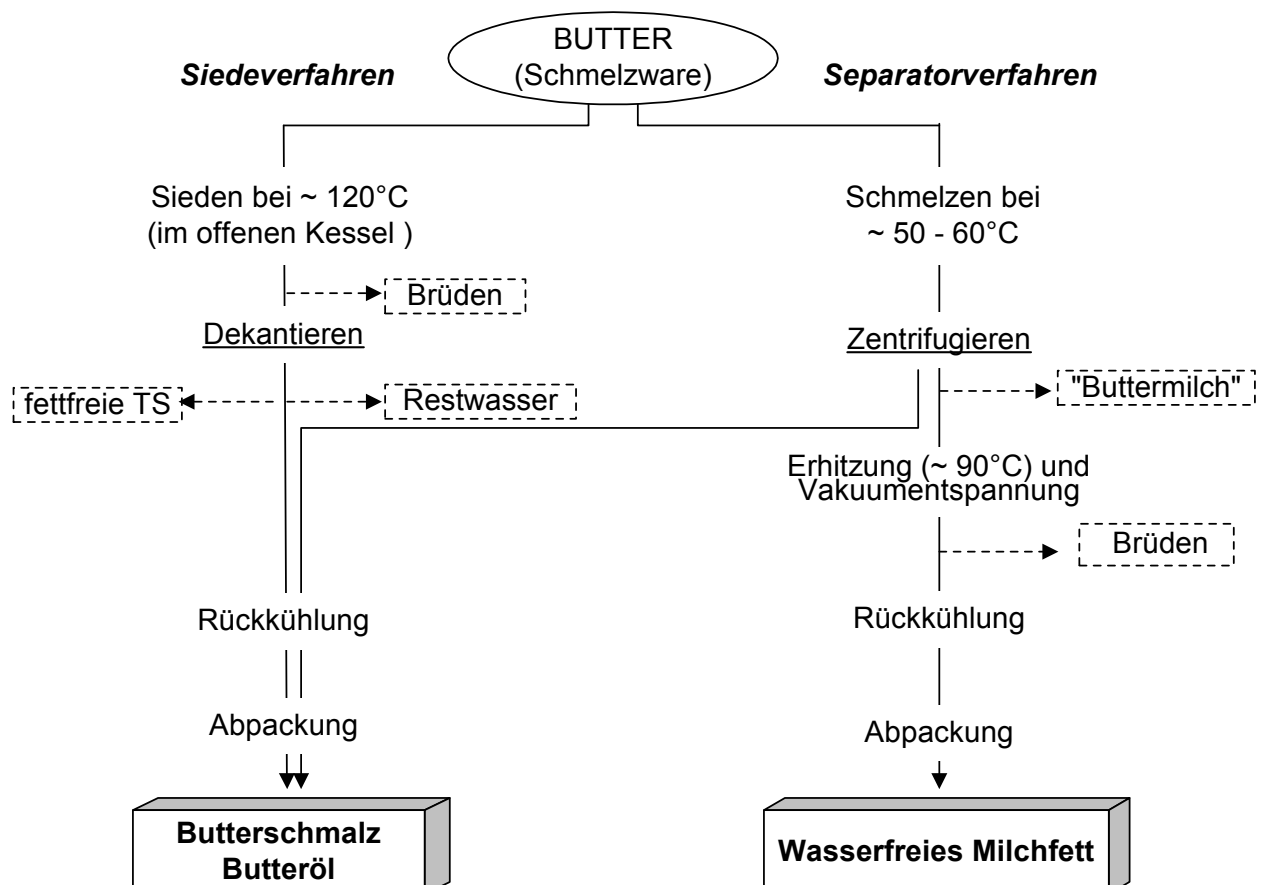 BUTTER
(Schmelzware)
Siedeverfahren
Separatorverfahren
Sieden bei ~ 120°C
(im offenen Kessel )
Schmelzen bei
~ 50 - 60°C
Brüden
Dekantieren
Zentrifugieren
fettfreie TS
Restwasser
"Buttermilch"
Erhitzung (~ 90°C) und
Vakuumentspannung
Brüden
Rückkühlung
Rückkühlung
Abpackung
Abpackung
Butterschmalz
Butteröl
Wasserfreies Milchfett